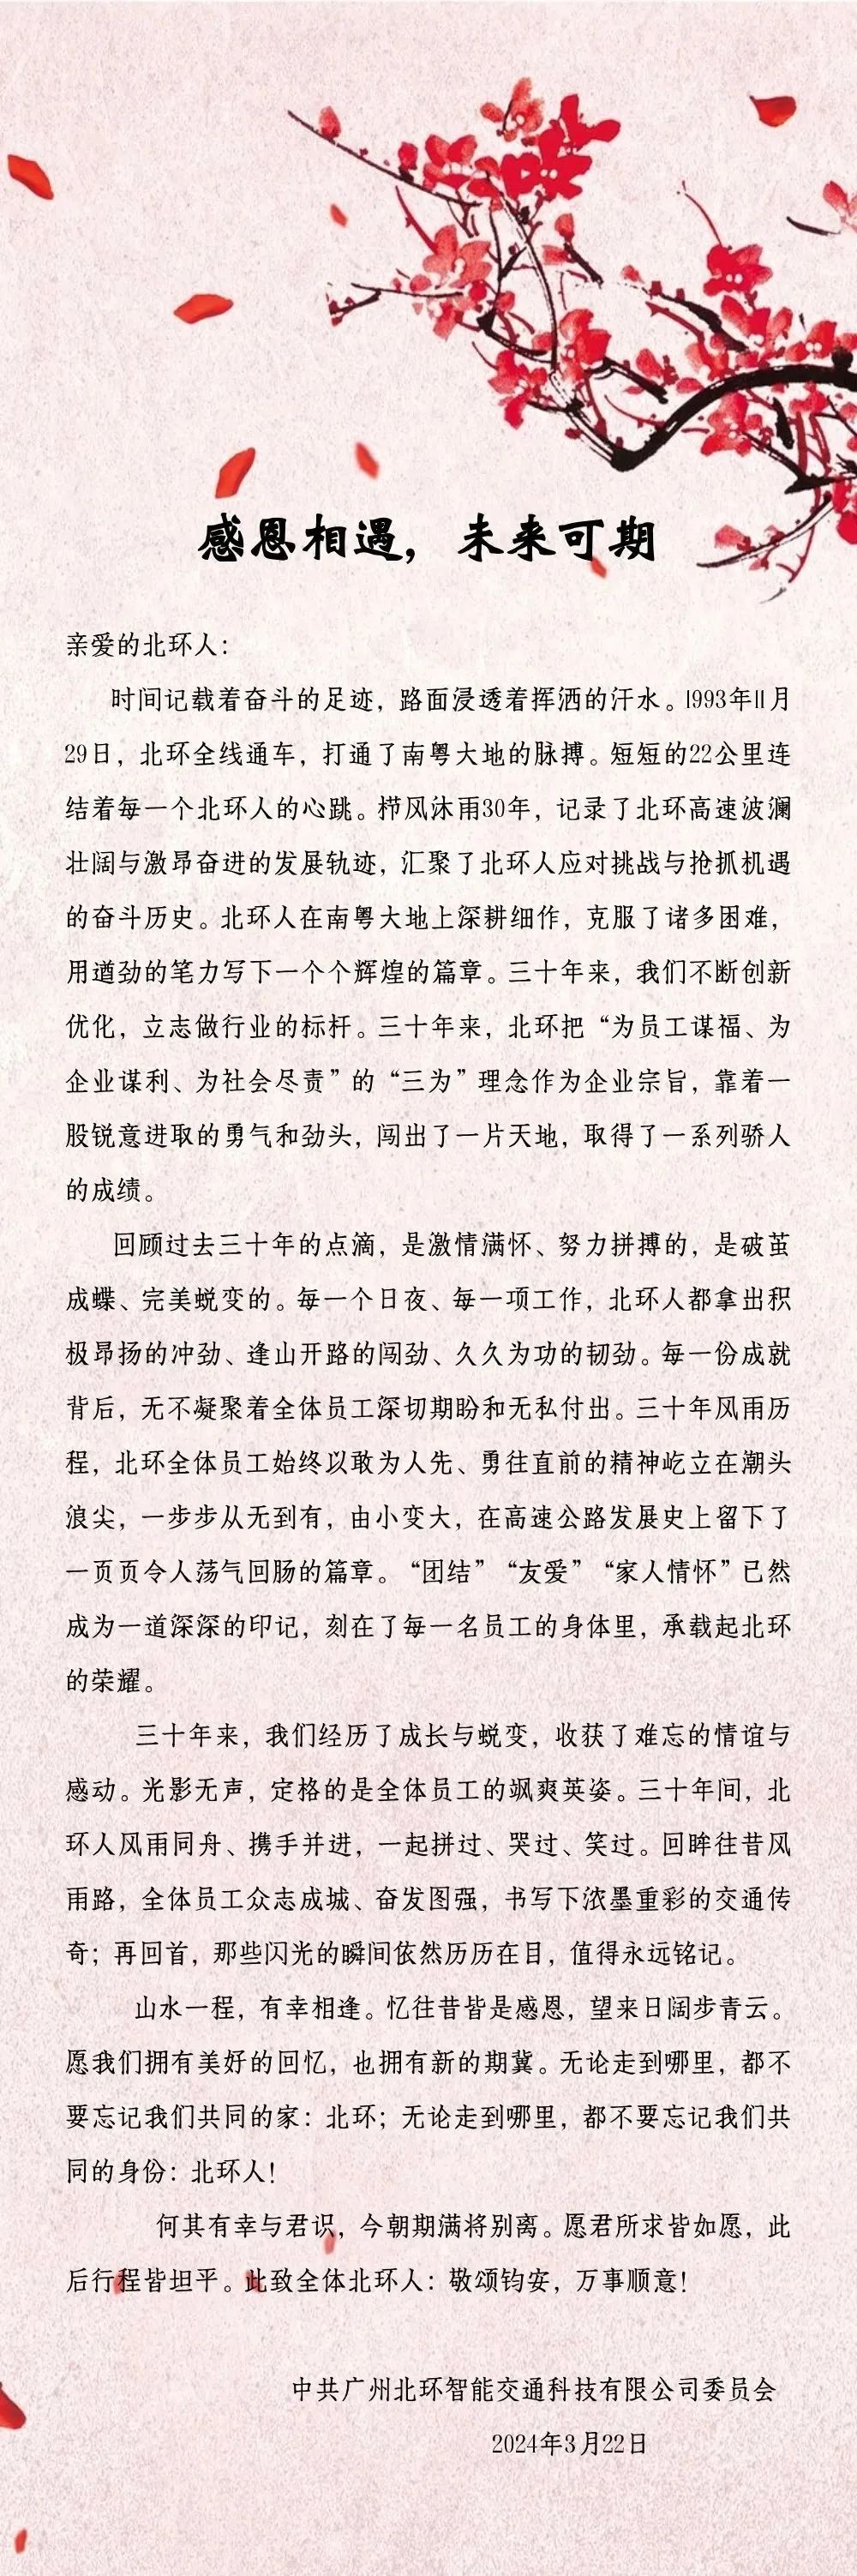 感恩相遇，未来可期
亲爱的北环人：
时间记载着奋斗的足迹，路面浸透着挥洒的汗水。1993年11月
29日，北环全线通车，打通了南粤大地的脉搏。短短的22公里连
结着每一个北环人的心跳。栉风沐雨30年，记录了北环高速波澜
壮阔与激昂奋进的发展轨迹，汇聚了北环人应对挑战与抢抓机遇
的奋斗历史。北环人在南粤大地上深耕细作，克服了诸多困难，
用遒劲的笔力写下一个个辉煌的篇章。三十年来，我们不断创新
优化，立志做行业的标杆。三十年来，北环把“为员工谋福、为
企业谋利、为社会尽责”的“三为”理念作为企业宗旨，靠着一
股锐意进取的勇气和劲头，闯出了一片天地，取得了一系列骄人
的成绩。
回顾过去三十年的点滴，是激情满怀、努力拼搏的，是破茧
成蝶、完美蜕变的。每一个日夜、每一项工作，北环人都拿出积
极昂扬的冲劲、逢山开路的闯劲、久久为功的韧劲。每一份成就
背后，无不凝聚着全体员工深切期盼和无私付出。三十年风雨历
程，北环全体员工始终以敢为人先、勇往直前的精神屹立在潮头
浪尖，一步步从无到有，由小变大，在高速公路发展史上留下了
一页页令人荡气回肠的篇章。“团结”“友爱”“家人情怀”已然
成为一道深深的印记，刻在了每一名员工的身体里，承载起北环
的荣耀。
三十年来，我们经历了成长与蜕变，收获了难忘的情谊与
感动。光影无声，定格的是全体员工的飒爽英姿。三十年间，北
环人风雨同舟、携手并进，一起拼过、哭过、笑过。回眸往昔风
雨路，全体员工众志成城、奋发图强，书写下浓墨重彩的交通传
奇；再回首，那些闪光的瞬间依然历历在目，值得永远铭记。
山水一程，有幸相逢。忆往昔皆是感恩，望来日阔步青云。
愿我们拥有美好的回忆，也拥有新的期冀。无论走到哪里，都不
要忘记我们共同的家：北环；无论走到哪里，都不要忘记我们共
同的身份：北环人！
何其有幸与君识，今朝期满将别离。愿君所求皆如愿，此
后行程皆坦平。此致全体北环人：敬颂钧安，万事顺意！
中共广州北环智能交通科技有限公司委员会
2024年3月22日